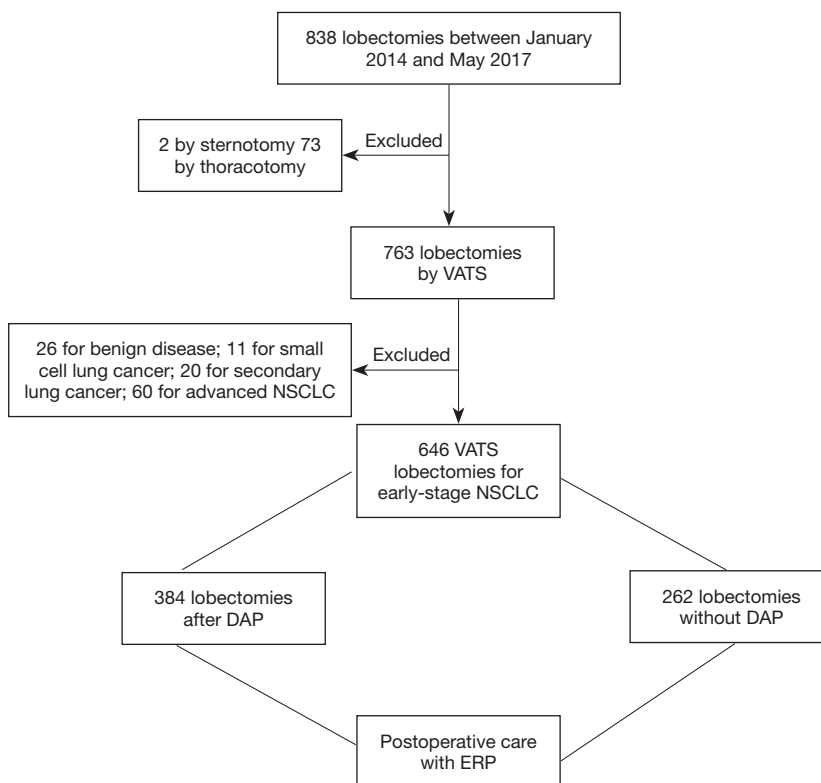 838 lobectomies between January
2014 and May 2017
Excluded
2 by sternotomy 73
by thoracotomy
763 lobectomies
by VATS
Excluded
26 for benign disease; 11 for small
cell lung cancer; 20 for secondary
lung cancer; 60 for advanced NSCLC
646 VATS
lobectomies for
early-stage NSCLC
384 lobectomies
after DAP
262 lobectomies
without DAP
Postoperative care
with ERP